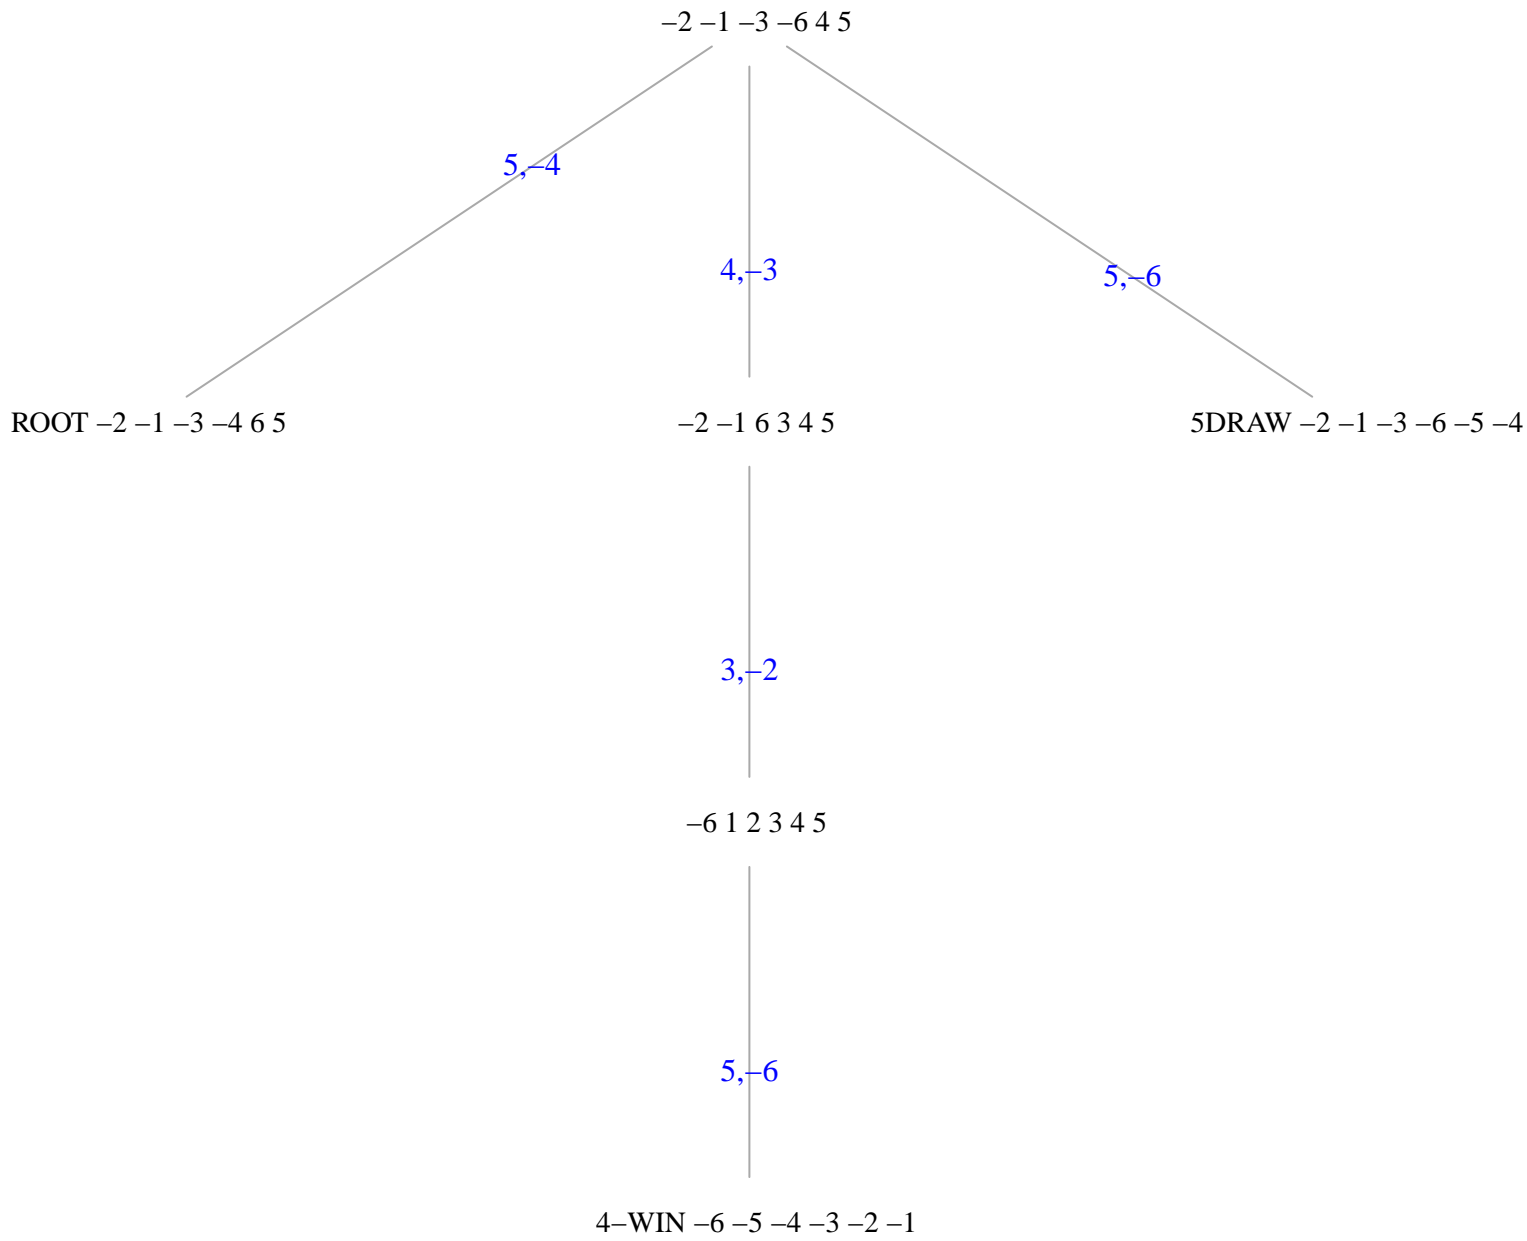 –2 –1 –3 –6 4 5
5,–4
4,–3
5,–6
ROOT –2 –1 –3 –4 6 5
–2 –1 6 3 4 5
5DRAW –2 –1 –3 –6 –5 –4
3,–2
–6 1 2 3 4 5
5,–6
4–WIN –6 –5 –4 –3 –2 –1